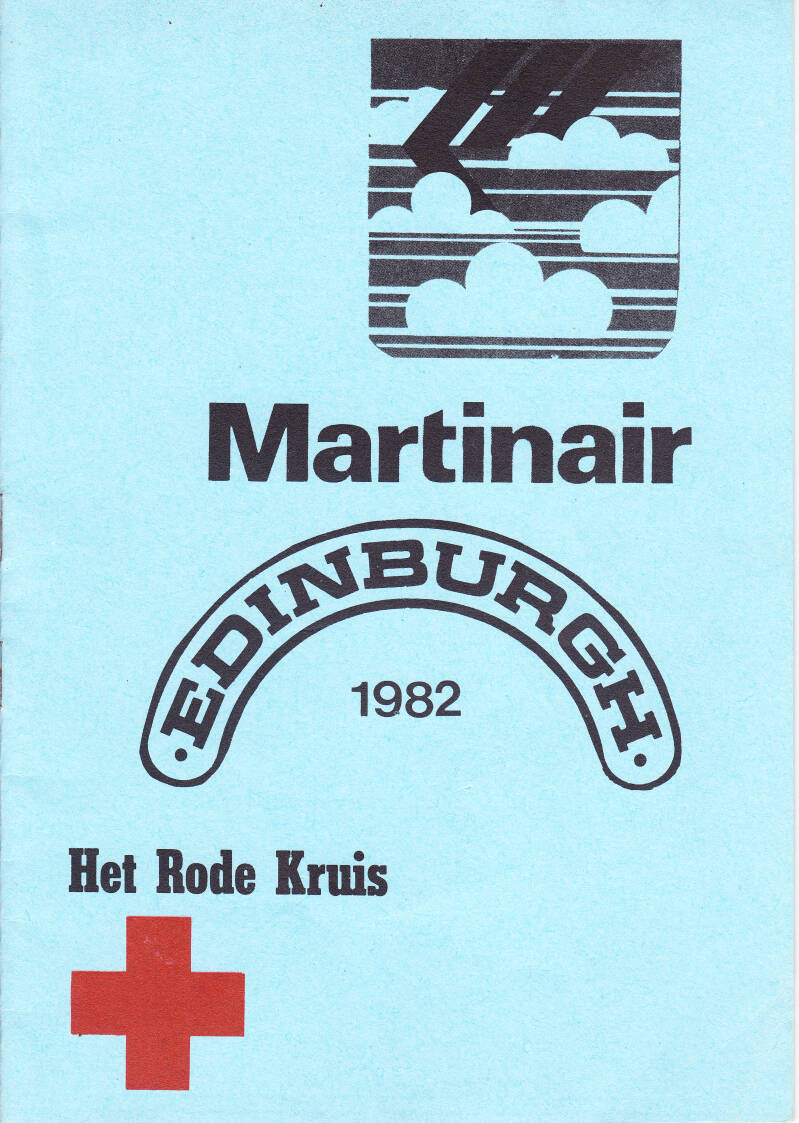 Martinair
·EDINBURGH·
1982
Het Rode Kruis